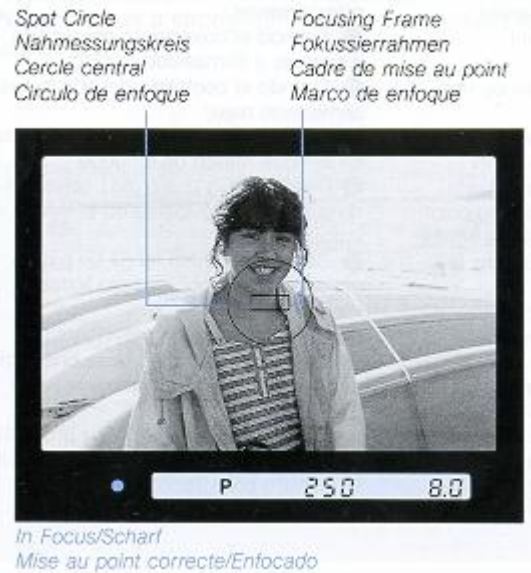 Spot Circle
Nahmessungskreis
Cercle central
Circulo de enfoque
Focusing Frame
Fokussierrahmen
Cadre de mise au point
Marco de enfoque
P 250 8.0
In Focus/Scharf
Mise au point correcte/Enfocado